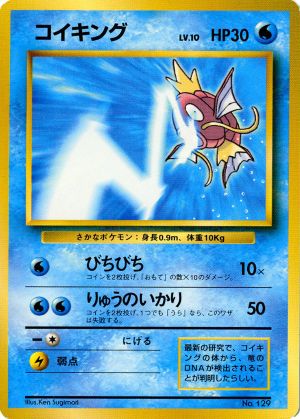 コイキング LV.10 HP30
さかなポケモン：身長0.9m、体重10Kg
ぴちぴち 10×
コインを2枚投げ、「おもて」の数×10のダメージ。
りゅうのいかり 50
コインを2枚投げ、1つでも「うら」なら、このワザ
は失敗する。
にげる
弱点
最新の研究で、コイキ
ングの体から、竜の
DNAが検出されること
が判明したらしい。
Illus.Ken Sugimori
No.129